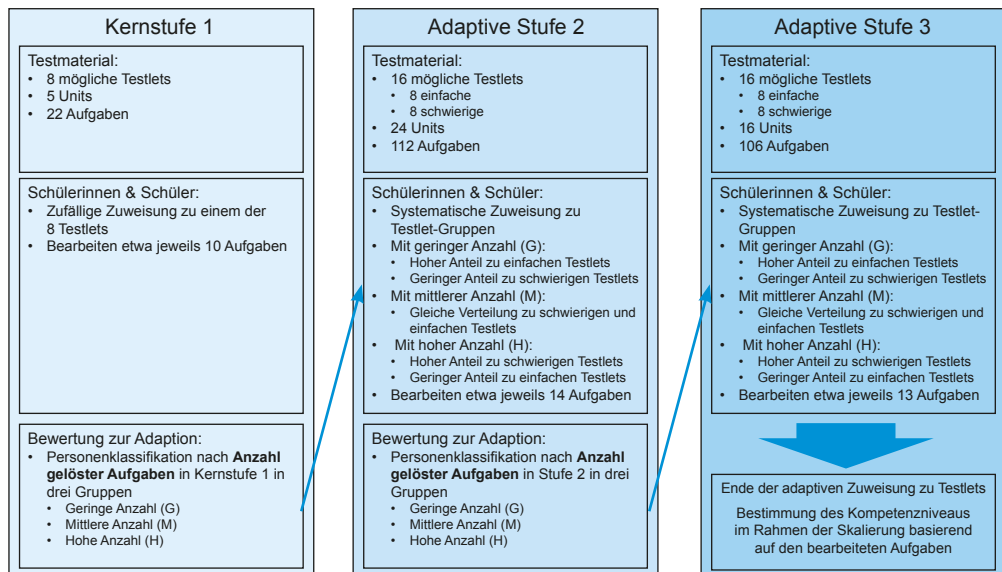 Kernstufe 1
Testmaterial:
• 8 mögliche Testlets
• 5 Units
• 22 Aufgaben
Schülerinnen & Schüler:
• Zufällige Zuweisung zu einem der
8 Testlets
• Bearbeiten etwa jeweils 10 Aufgaben
Bewertung zur Adaption:
• Personenklassifikation nach Anzahl
gelöster Aufgaben in Kernstufe 1 in
drei Gruppen
• Geringe Anzahl (G)
• Mittlere Anzahl (M)
• Hohe Anzahl (H)
Adaptive Stufe 2
Testmaterial:
• 16 mögliche Testlets
• 8 einfache
• 8 schwierige
• 24 Units
• 112 Aufgaben
Schülerinnen & Schüler:
• Systematische Zuweisung zu
Testlet-Gruppen
• Mit geringer Anzahl (G):
• Hoher Anteil zu einfachen Testlets
• Geringer Anteil zu schwierigen Testlets
• Mit mittlerer Anzahl (M):
• Gleiche Verteilung zu schwierigen und
einfachen Testlets
• Mit hoher Anzahl (H):
• Hoher Anteil zu schwierigen Testlets
• Geringer Anteil zu einfachen Testlets
• Bearbeiten etwa jeweils 14 Aufgaben
Bewertung zur Adaption:
• Personenklassifikation nach Anzahl
gelöster Aufgaben in Stufe 2 in drei
Gruppen
• Geringe Anzahl (G)
• Mittlere Anzahl (M)
• Hohe Anzahl (H)
Adaptive Stufe 3
Testmaterial:
• 16 mögliche Testlets
• 8 einfache
• 8 schwierige
• 16 Units
• 106 Aufgaben
Schülerinnen & Schüler:
• Systematische Zuweisung zu Testlet-
Gruppen
• Mit geringer Anzahl (G):
• Hoher Anteil zu einfachen Testlets
• Geringer Anteil zu schwierigen Testlets
• Mit mittlerer Anzahl (M):
• Gleiche Verteilung zu schwierigen und
einfachen Testlets
• Mit hoher Anzahl (H):
• Hoher Anteil zu schwierigen Testlets
• Geringer Anteil zu einfachen Testlets
• Bearbeiten etwa jeweils 13 Aufgaben
Ende der adaptiven Zuweisung zu Testlets
Bestimmung des Kompetenzniveaus
im Rahmen der Skalierung basierend
auf den bearbeiteten Aufgaben